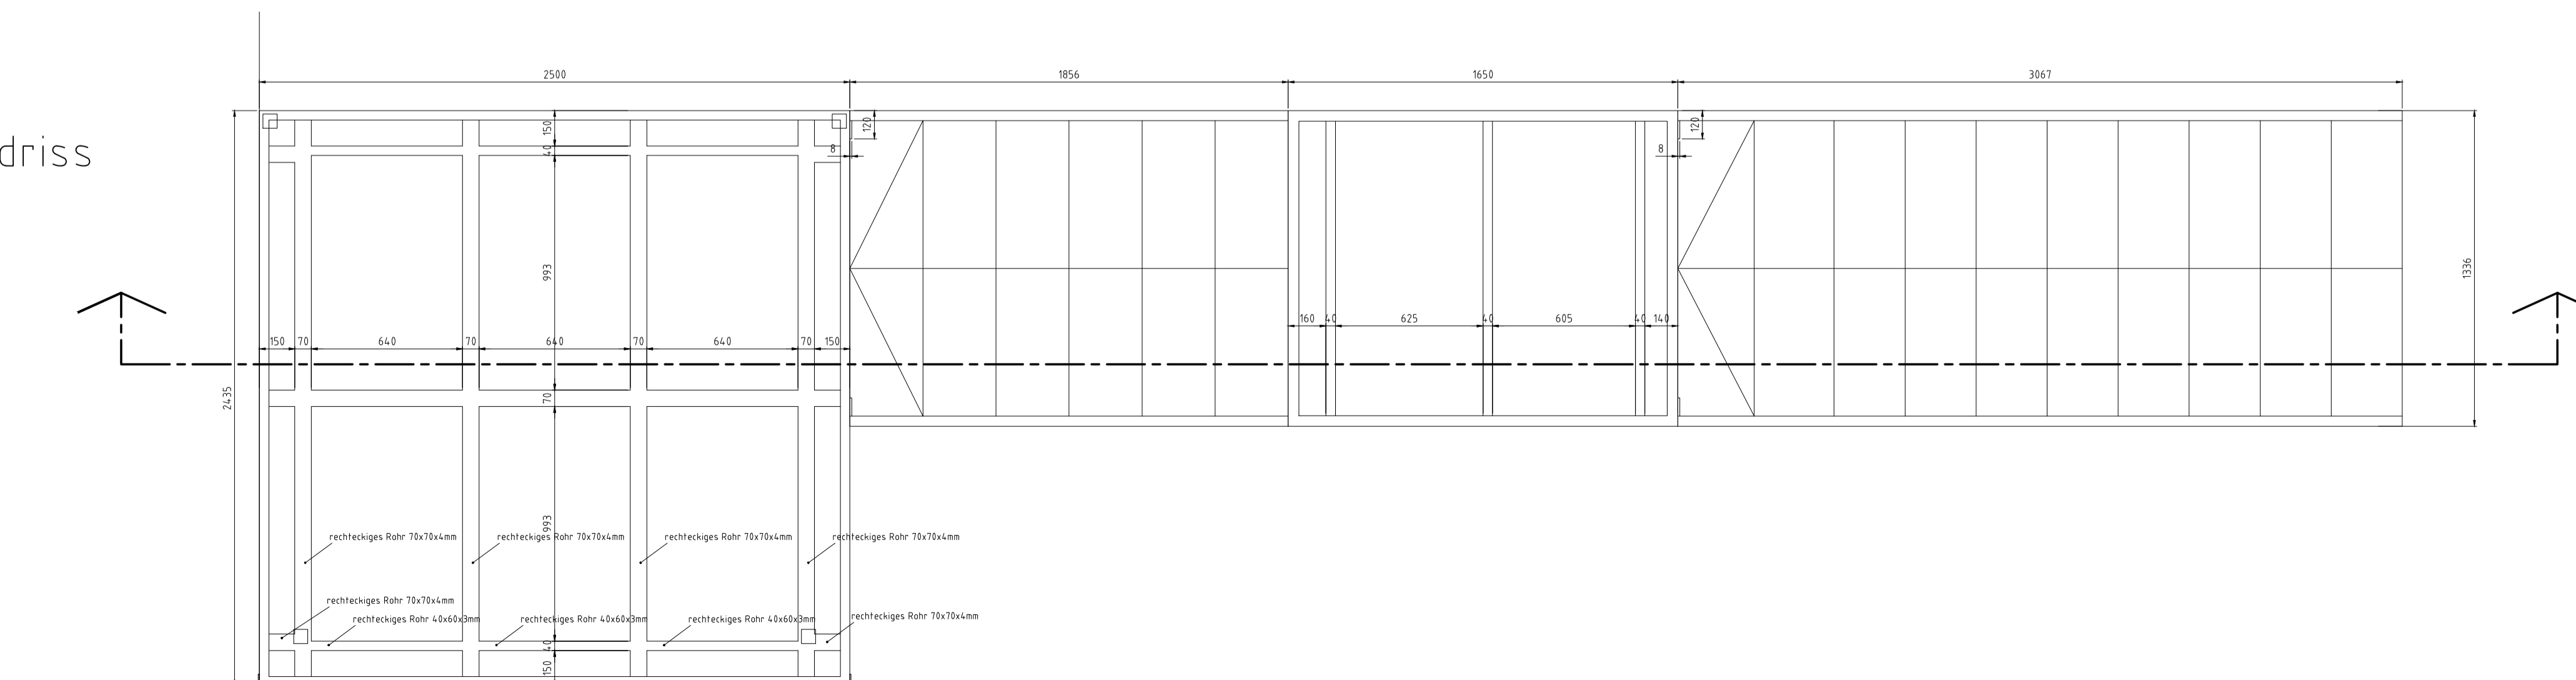 2500 1856 1650 3067
150 120 120
driss
40 8 8
993 1336
160 40 625 40 605 40 140
150 70 640 70 640 70 640 70 150
2435 70
993
rechteckiges Rohr 70x70x4mm rechteckiges Rohr 70x70x4mm rechteckiges Rohr 70x70x4mm rechteckiges Rohr 70x70x4mm
rechteckiges Rohr 70x70x4mm
rechteckiges Rohr 40x60x3mm rechteckiges Rohr 40x60x3mm rechteckiges Rohr 40x60x3mm rechteckiges Rohr 70x70x4mm
40
150